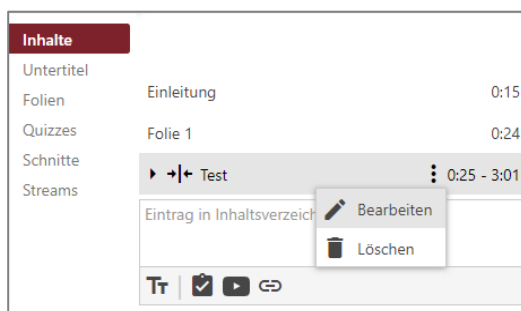 Inhalte
Untertitel
Folien
Quizzes
Schnitte
Streams
Einleitung 0:15
Folie 1 0:24
Test 0:25 - 3:01
Eintrag in Inhaltsverzeich
Bearbeiten
Löschen
Tт